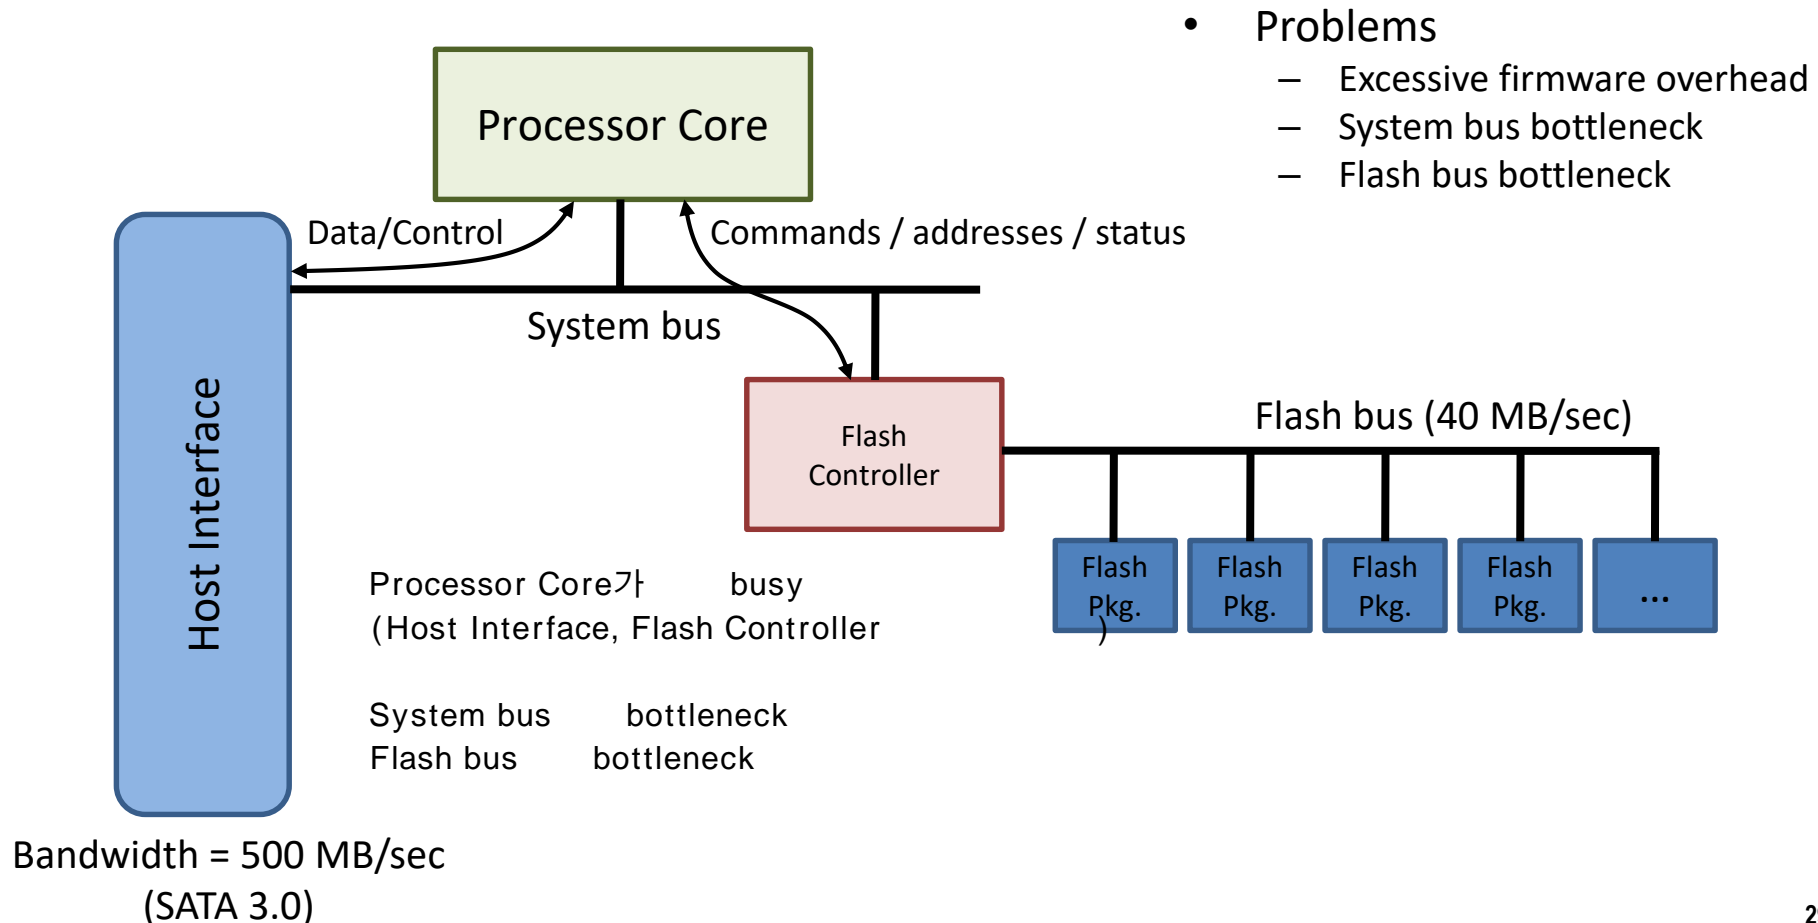 • Problems
– Excessive firmware overhead
– System bus bottleneck
– Flash bus bottleneck
Processor Core
Data/Control
Commands / addresses / status
System bus
Host Interface
Flash
Controller
Flash bus (40 MB/sec)
Flash
Pkg.
Flash
Pkg.
Flash
Pkg.
Flash
Pkg.
...
Processor Core가 busy
(Host Interface, Flash Controller )
System bus bottleneck
Flash bus bottleneck
Bandwidth = 500 MB/sec
(SATA 3.0)
2